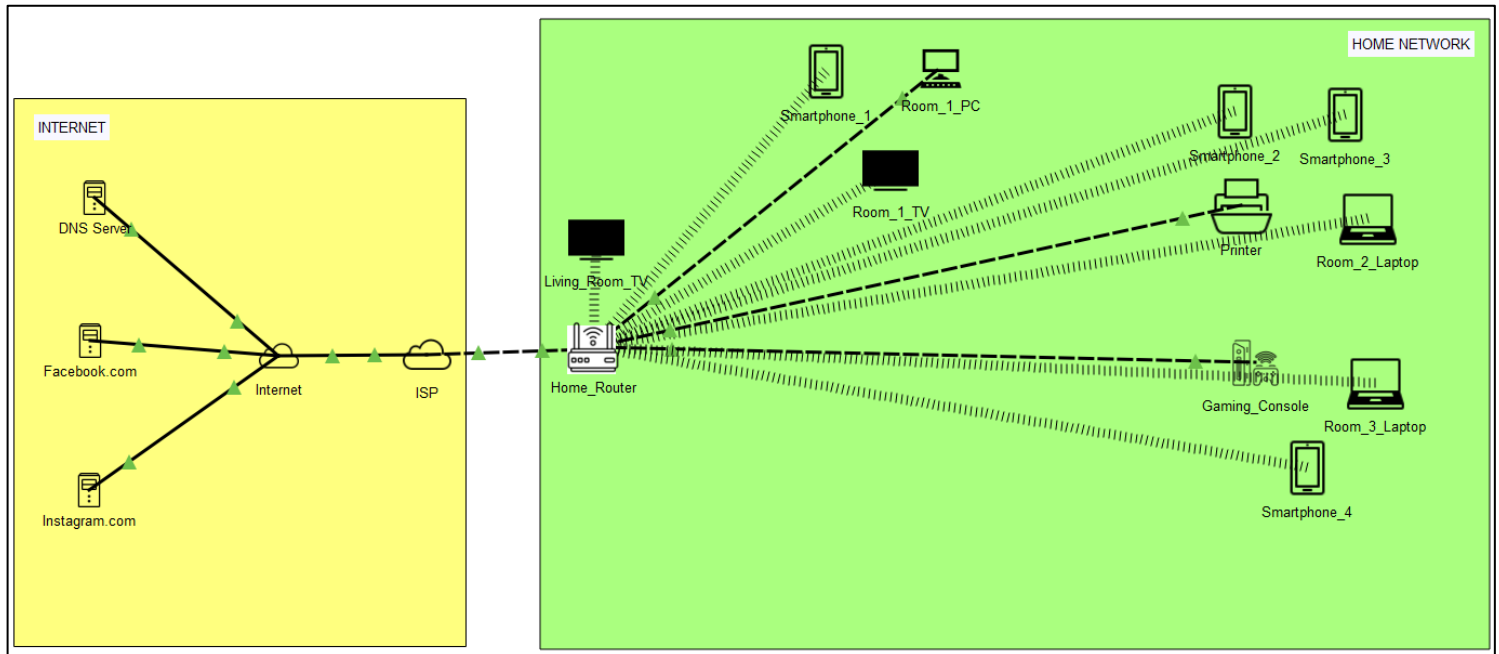 HOME NETWORK
INTERNET
Smartphone_1
Room_1_PC
Smartphone_2
Smartphone_3
DNS Server
Room_1_TV
Printer
Room_2_Laptop
Living_Room_TV
Facebook.com
Internet
ISP
Home_Router
Gaming_Console
Room_3_Laptop
Instagram.com
Smartphone_4